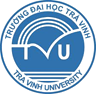 TRƯỜNG ĐẠI HỌC TRÀ VINH
TVU
TRA VINH UNIVERSITY